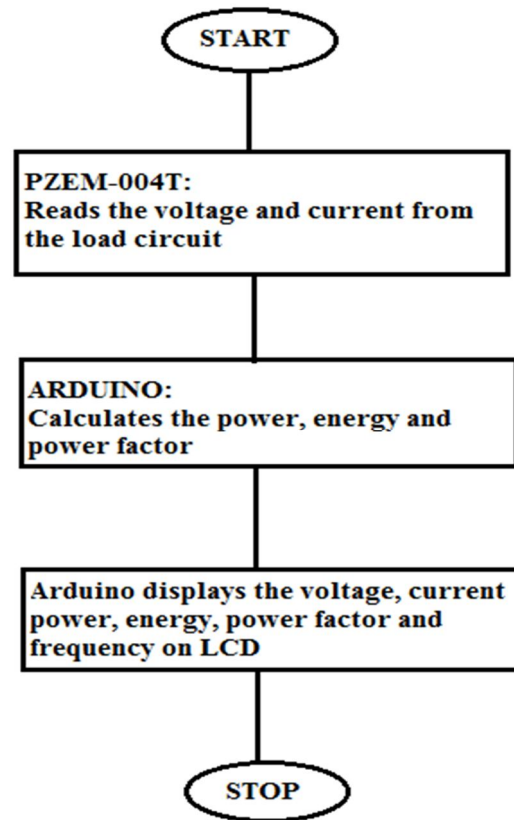 START
PZEM-004T:
Reads the voltage and current from
the load circuit
ARDUINO:
Calculates the power, energy and
power factor
Arduino displays the voltage, current
power, energy, power factor and
frequency on LCD
STOP